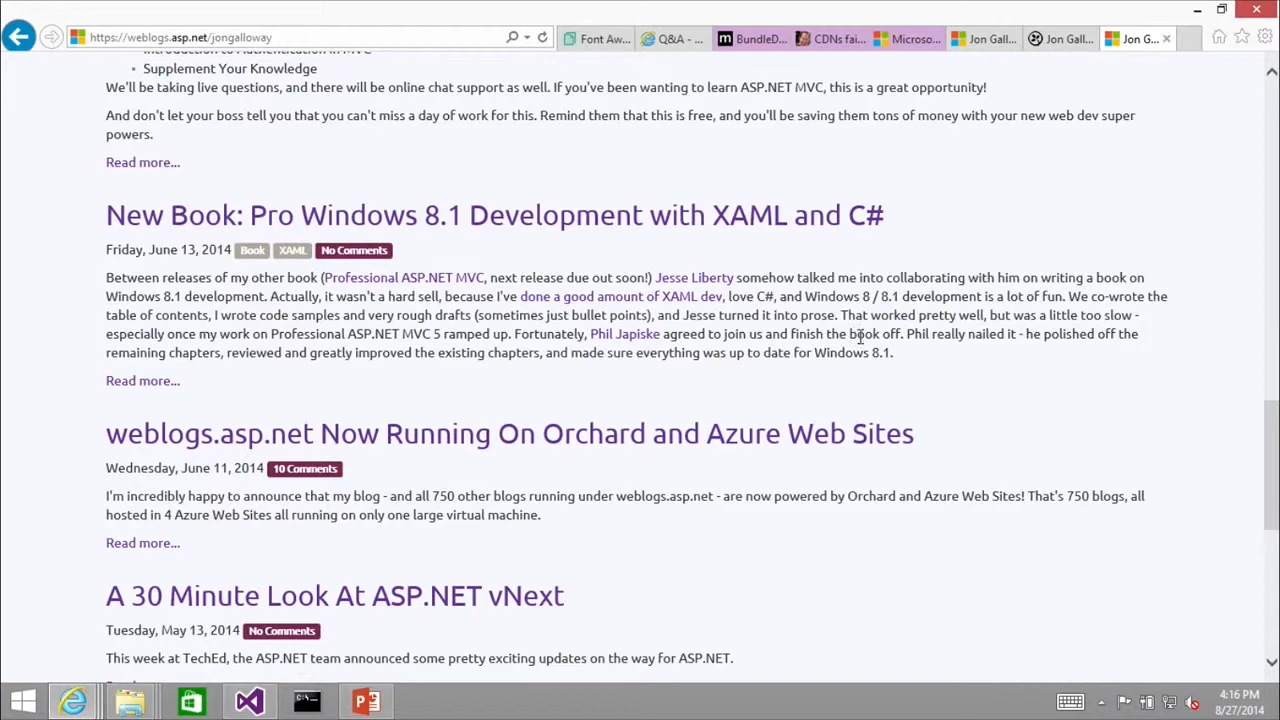 https://weblogs.asp.net/jongalloway
Font Aw...
Q&A - ...
BundleD...
CDNs fai...
Microso...
Jon Gall...
Jon Gall...
Jon G...
Introduction to Authentication in MVC
Supplement Your Knowledge
We'll be taking live questions, and there will be online chat support as well. If you've been wanting to learn ASP.NET MVC, this is a great opportunity!
And don't let your boss tell you that you can't miss a day of work for this. Remind them that this is free, and you'll be saving them tons of money with your new web dev super
powers.
Read more...
New Book: Pro Windows 8.1 Development with XAML and C#
Friday, June 13, 2014 Book XAML No Comments
Between releases of my other book (Professional ASP.NET MVC, next release due out soon!) Jesse Liberty somehow talked me into collaborating with him on writing a book on
Windows 8.1 development. Actually, it wasn't a hard sell, because I've done a good amount of XAML dev, love C#, and Windows 8 / 8.1 development is a lot of fun. We co-wrote the
table of contents, I wrote code samples and very rough drafts (sometimes just bullet points), and Jesse turned it into prose. That worked pretty well, but was a little too slow -
especially once my work on Professional ASP.NET MVC 5 ramped up. Fortunately, Phil Japiske agreed to join us and finish the book off. Phil really nailed it - he polished off the
remaining chapters, reviewed and greatly improved the existing chapters, and made sure everything was up to date for Windows 8.1.
Read more...
weblogs.asp.net Now Running On Orchard and Azure Web Sites
Wednesday, June 11, 2014 10 Comments
I'm incredibly happy to announce that my blog - and all 750 other blogs running under weblogs.asp.net - are now powered by Orchard and Azure Web Sites! That's 750 blogs, all
hosted in 4 Azure Web Sites all running on only one large virtual machine.
Read more...
A 30 Minute Look At ASP.NET vNext
Tuesday, May 13, 2014 No Comments
This week at TechEd, the ASP.NET team announced some pretty exciting updates on the way for ASP.NET.
4:16 PM
8/27/2014